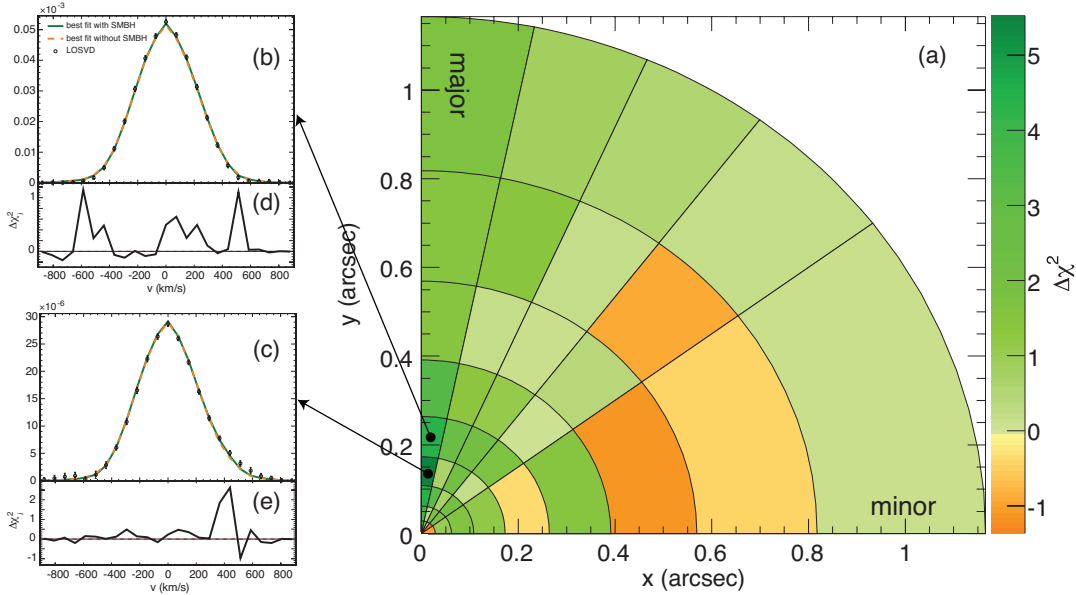 ×10⁻³
0.05
0.04
0.03
0.02
0.01
0
best fit with SMBH
best fit without SMBH
LOSVD
(b)
1
0
Δχ²ᵢ
(d)
-800 -600 -400 -200 0 200 400 600 800
v (km/s)
×10⁻⁶
30
25
20
15
10
5
0
(c)
2
1
0
-1
Δχ²ᵢ
(e)
-800 -600 -400 -200 0 200 400 600 800
v (km/s)
(a)
major
minor
1
0.8
0.6
0.4
0.2
0
y (arcsec)
0 0.2 0.4 0.6 0.8 1
x (arcsec)
5
4
3
2
1
0
-1
Δχ²